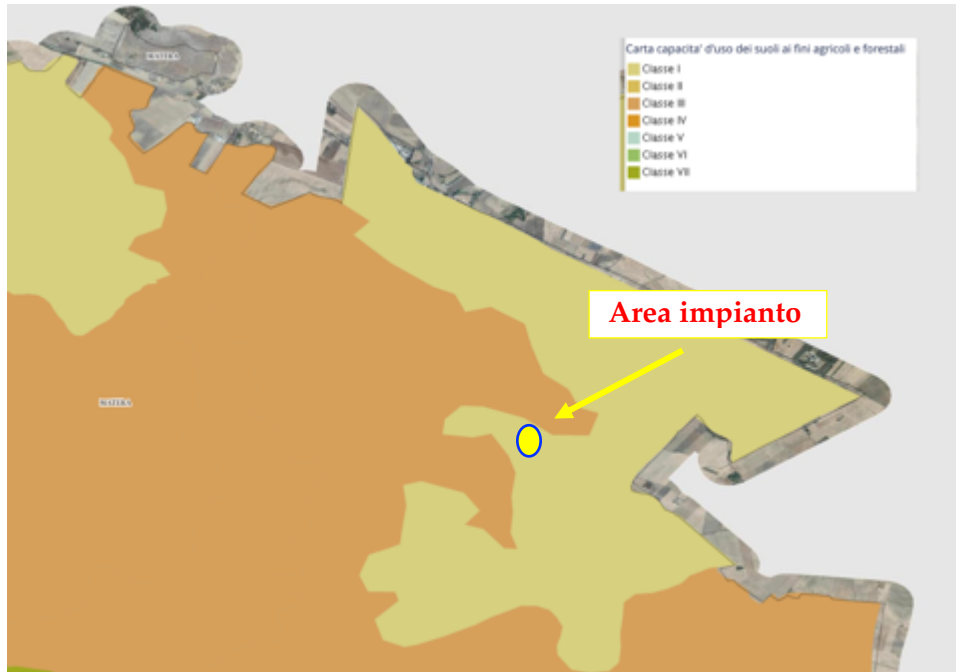 MATERA
Carta capacita' d'uso dei suoli ai fini agricoli e forestali
Classe I
Classe II
Classe III
Classe IV
Classe V
Classe VI
Classe VII
Area impianto
MATERA